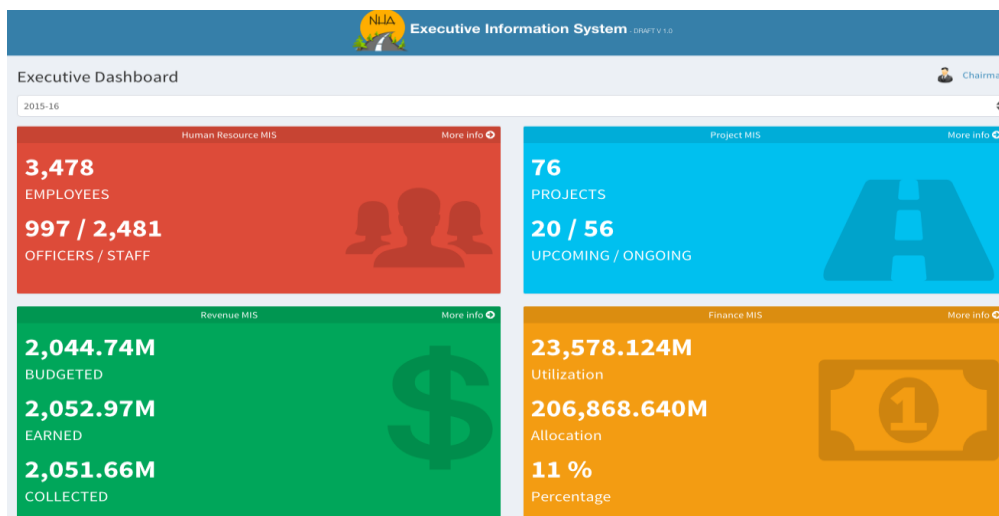 NHA
Executive Information System - DRAFT V 1.0
Executive Dashboard
Chairma
2015-16
Human Resource MIS More info
3,478
EMPLOYEES
997 / 2,481
OFFICERS / STAFF
Project MIS More info
76
PROJECTS
20 / 56
UPCOMING / ONGOING
Revenue MIS More info
2,044.74M
BUDGETED
2,052.97M
EARNED
2,051.66M
COLLECTED
Finance MIS More info
23,578.124M
Utilization
206,868.640M
Allocation
11 %
Percentage
1